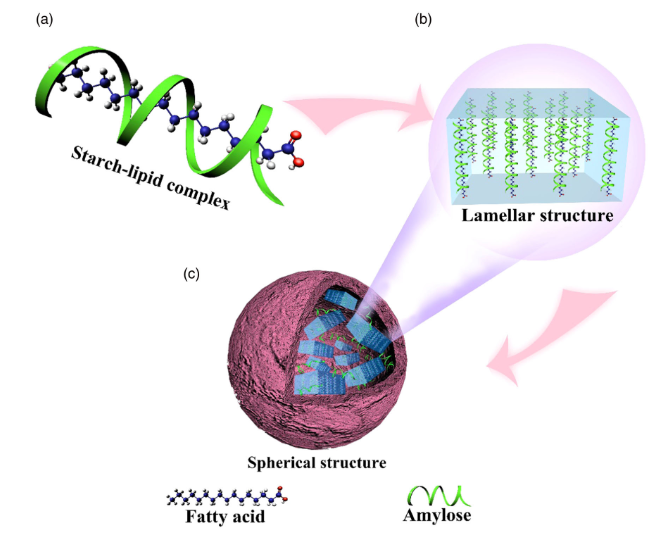 (a)
(b)
Starch-lipid complex
Lamellar structure
(c)
Spherical structure
Fatty acid
Amylose